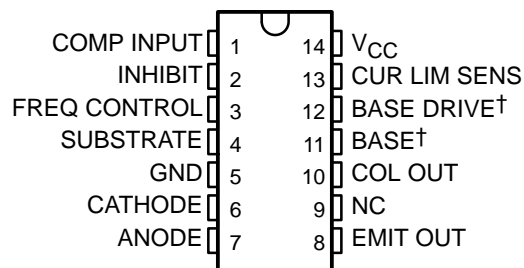 COMP INPUT 1 14 VCC
INHIBIT 2 13 CUR LIM SENS
FREQ CONTROL 3 12 BASE DRIVE†
SUBSTRATE 4 11 BASE†
GND 5 10 COL OUT
CATHODE 6 9 NC
ANODE 7 8 EMIT OUT